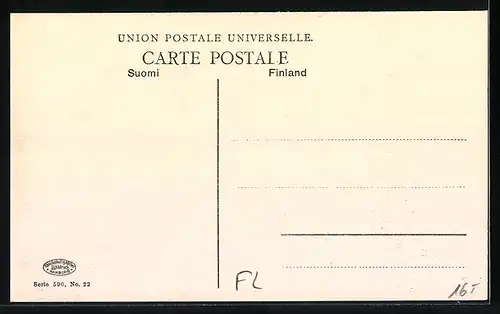 UNION POSTALE UNIVERSELLE.
CARTE POSTALE
Suomi Finland
Serie 590, No. 22
FL
16T